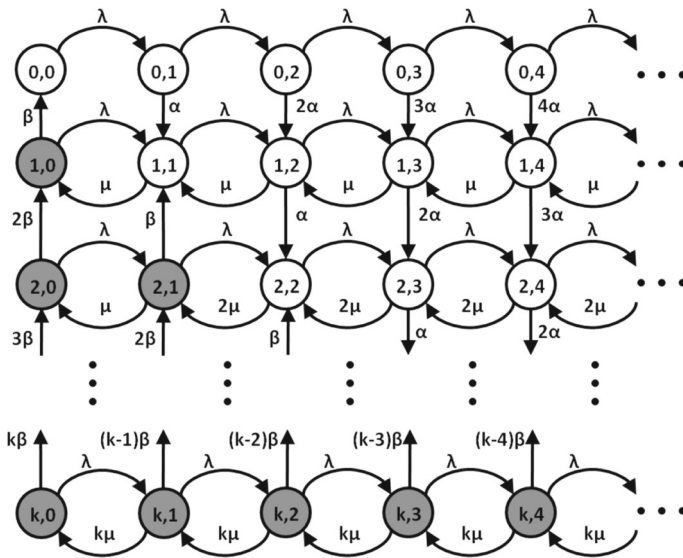 λ λ λ λ λ
0,0 0,1 0,2 0,3 0,4
β α 2α 3α 4α
λ λ λ λ λ
1,0 1,1 1,2 1,3 1,4
μ μ μ μ μ
2β β α 2α 3α
λ λ λ λ λ
2,0 2,1 2,2 2,3 2,4
μ 2μ 2μ 2μ 2μ
3β 2β β α 2α
kβ (k-1)β (k-2)β (k-3)β (k-4)β
λ λ λ λ λ
k,0 k,1 k,2 k,3 k,4
kμ kμ kμ kμ kμ